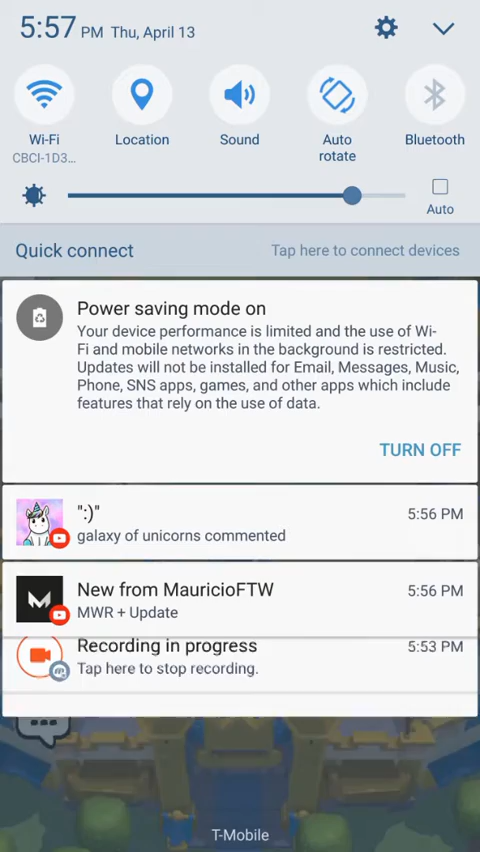 5:57 PM Thu, April 13
Wi-Fi
CBCI-1D3...
Location
Sound
Auto
rotate
Bluetooth
Auto
Quick connect
Tap here to connect devices
Power saving mode on
Your device performance is limited and the use of Wi-
Fi and mobile networks in the background is restricted.
Updates will not be installed for Email, Messages, Music,
Phone, SNS apps, games, and other apps which include
features that rely on the use of data.
TURN OFF
":)" 5:56 PM
galaxy of unicorns commented
New from MauricioFTW 5:56 PM
MWR + Update
Recording in progress 5:53 PM
Tap here to stop recording.
T-Mobile